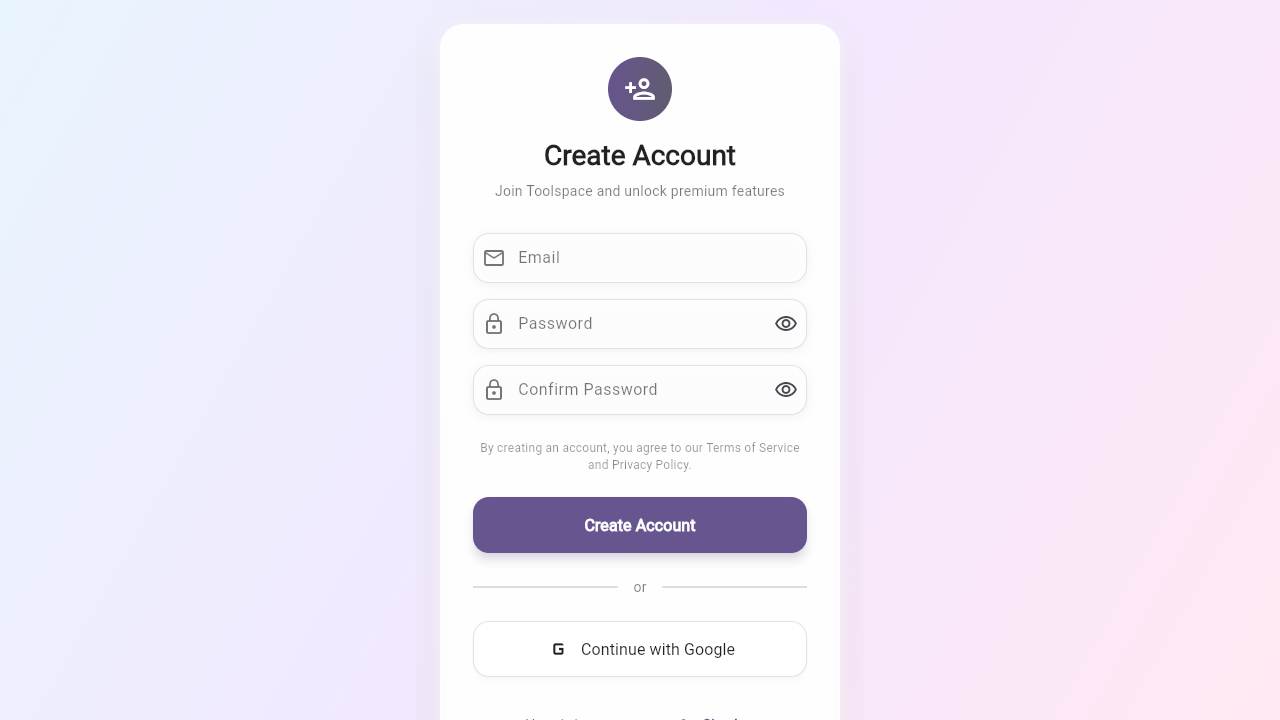 Create Account
Join Toolspace and unlock premium features
Email
Password
Confirm Password
By creating an account, you agree to our Terms of Service
and Privacy Policy.
Create Account
or
G Continue with Google